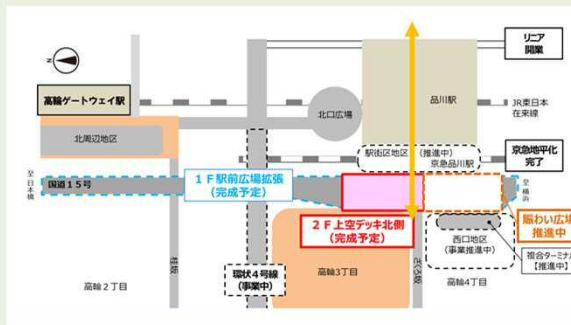 リニア
開業
高輪ゲートウェイ駅
北口広場
品川駅
JR東日本
在来線
北周辺地区
駅街区地区 (推進中)
京急品川駅
京急地平化
完了
至日本橋
国道15号
1F駅前広場拡張
(完成予定)
至横浜
2F上空デッキ北側
(完成予定)
賑わい広場
推進中
西口地区
(事業推進中)
複合ターミナル
【推進中】
桂坂
環状4号線
(事業中)
高輪3丁目
ざくろ坂
高輪2丁目
高輪4丁目